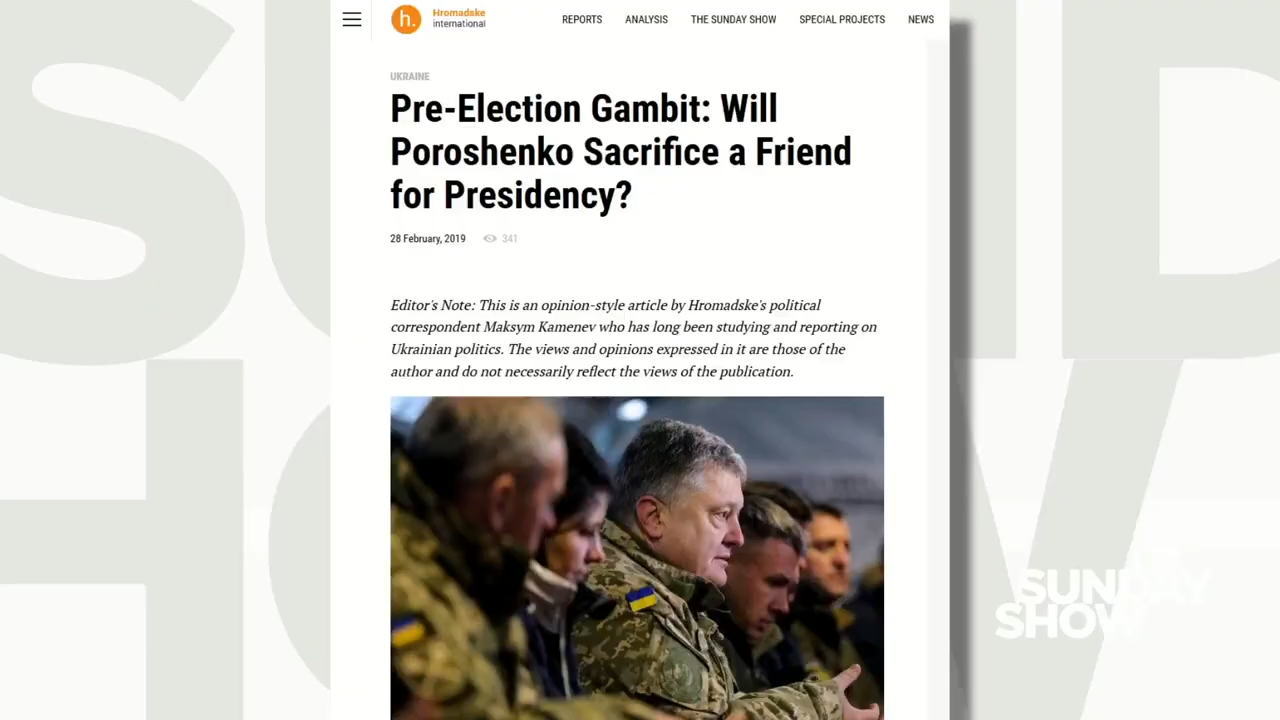 h.
Hromadske
international
REPORTS
ANALYSIS
THE SUNDAY SHOW
SPECIAL PROJECTS
NEWS
UKRAINE
Pre-Election Gambit: Will
Poroshenko Sacrifice a Friend
for Presidency?
28 February, 2019
341
Editor's Note: This is an opinion-style article by Hromadske's political
correspondent Maksym Kamenev who has long been studying and reporting on
Ukrainian politics. The views and opinions expressed in it are those of the
author and do not necessarily reflect the views of the publication.
SUNDAY
SHOW